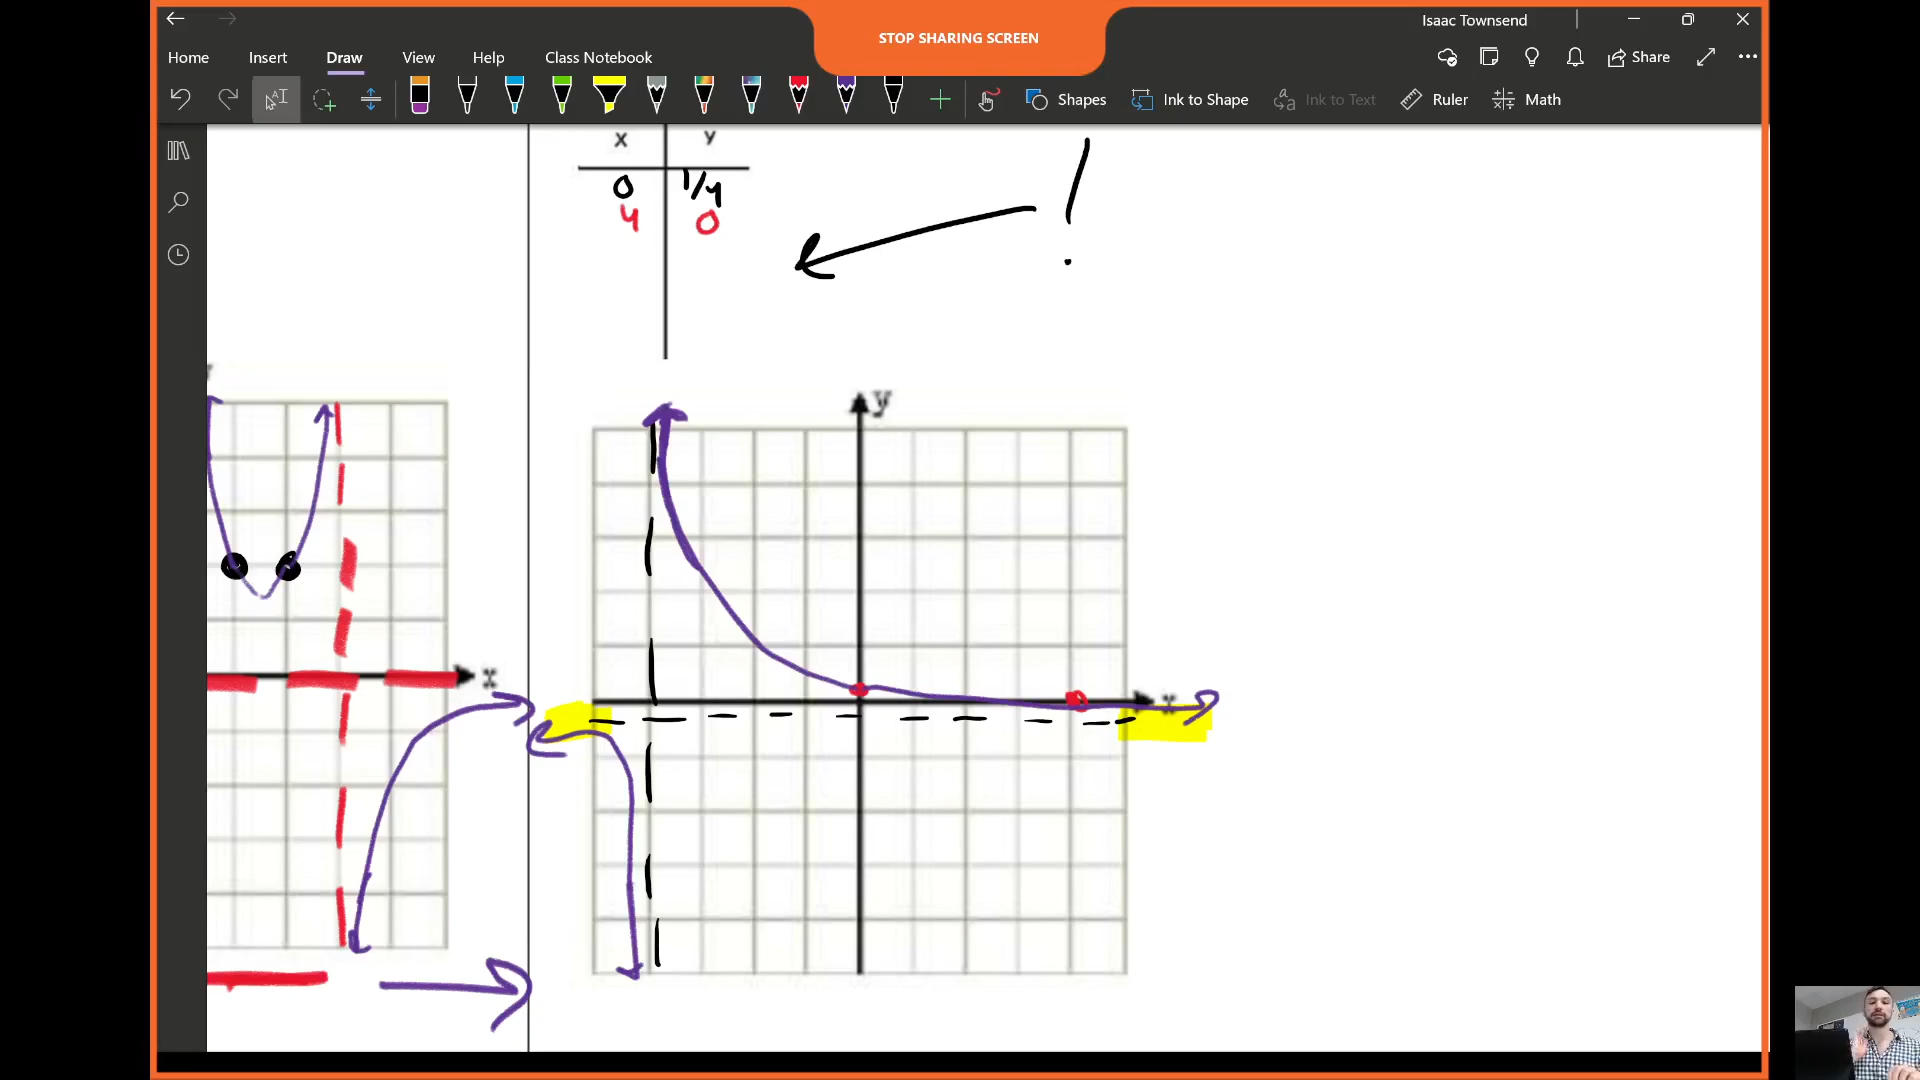 STOP SHARING SCREEN
Isaac Townsend
Home Insert Draw View Help Class Notebook
Share
Shapes Ink to Shape Ink to Text Ruler Math
x y
0 1/4
4 0
!
y
x
x